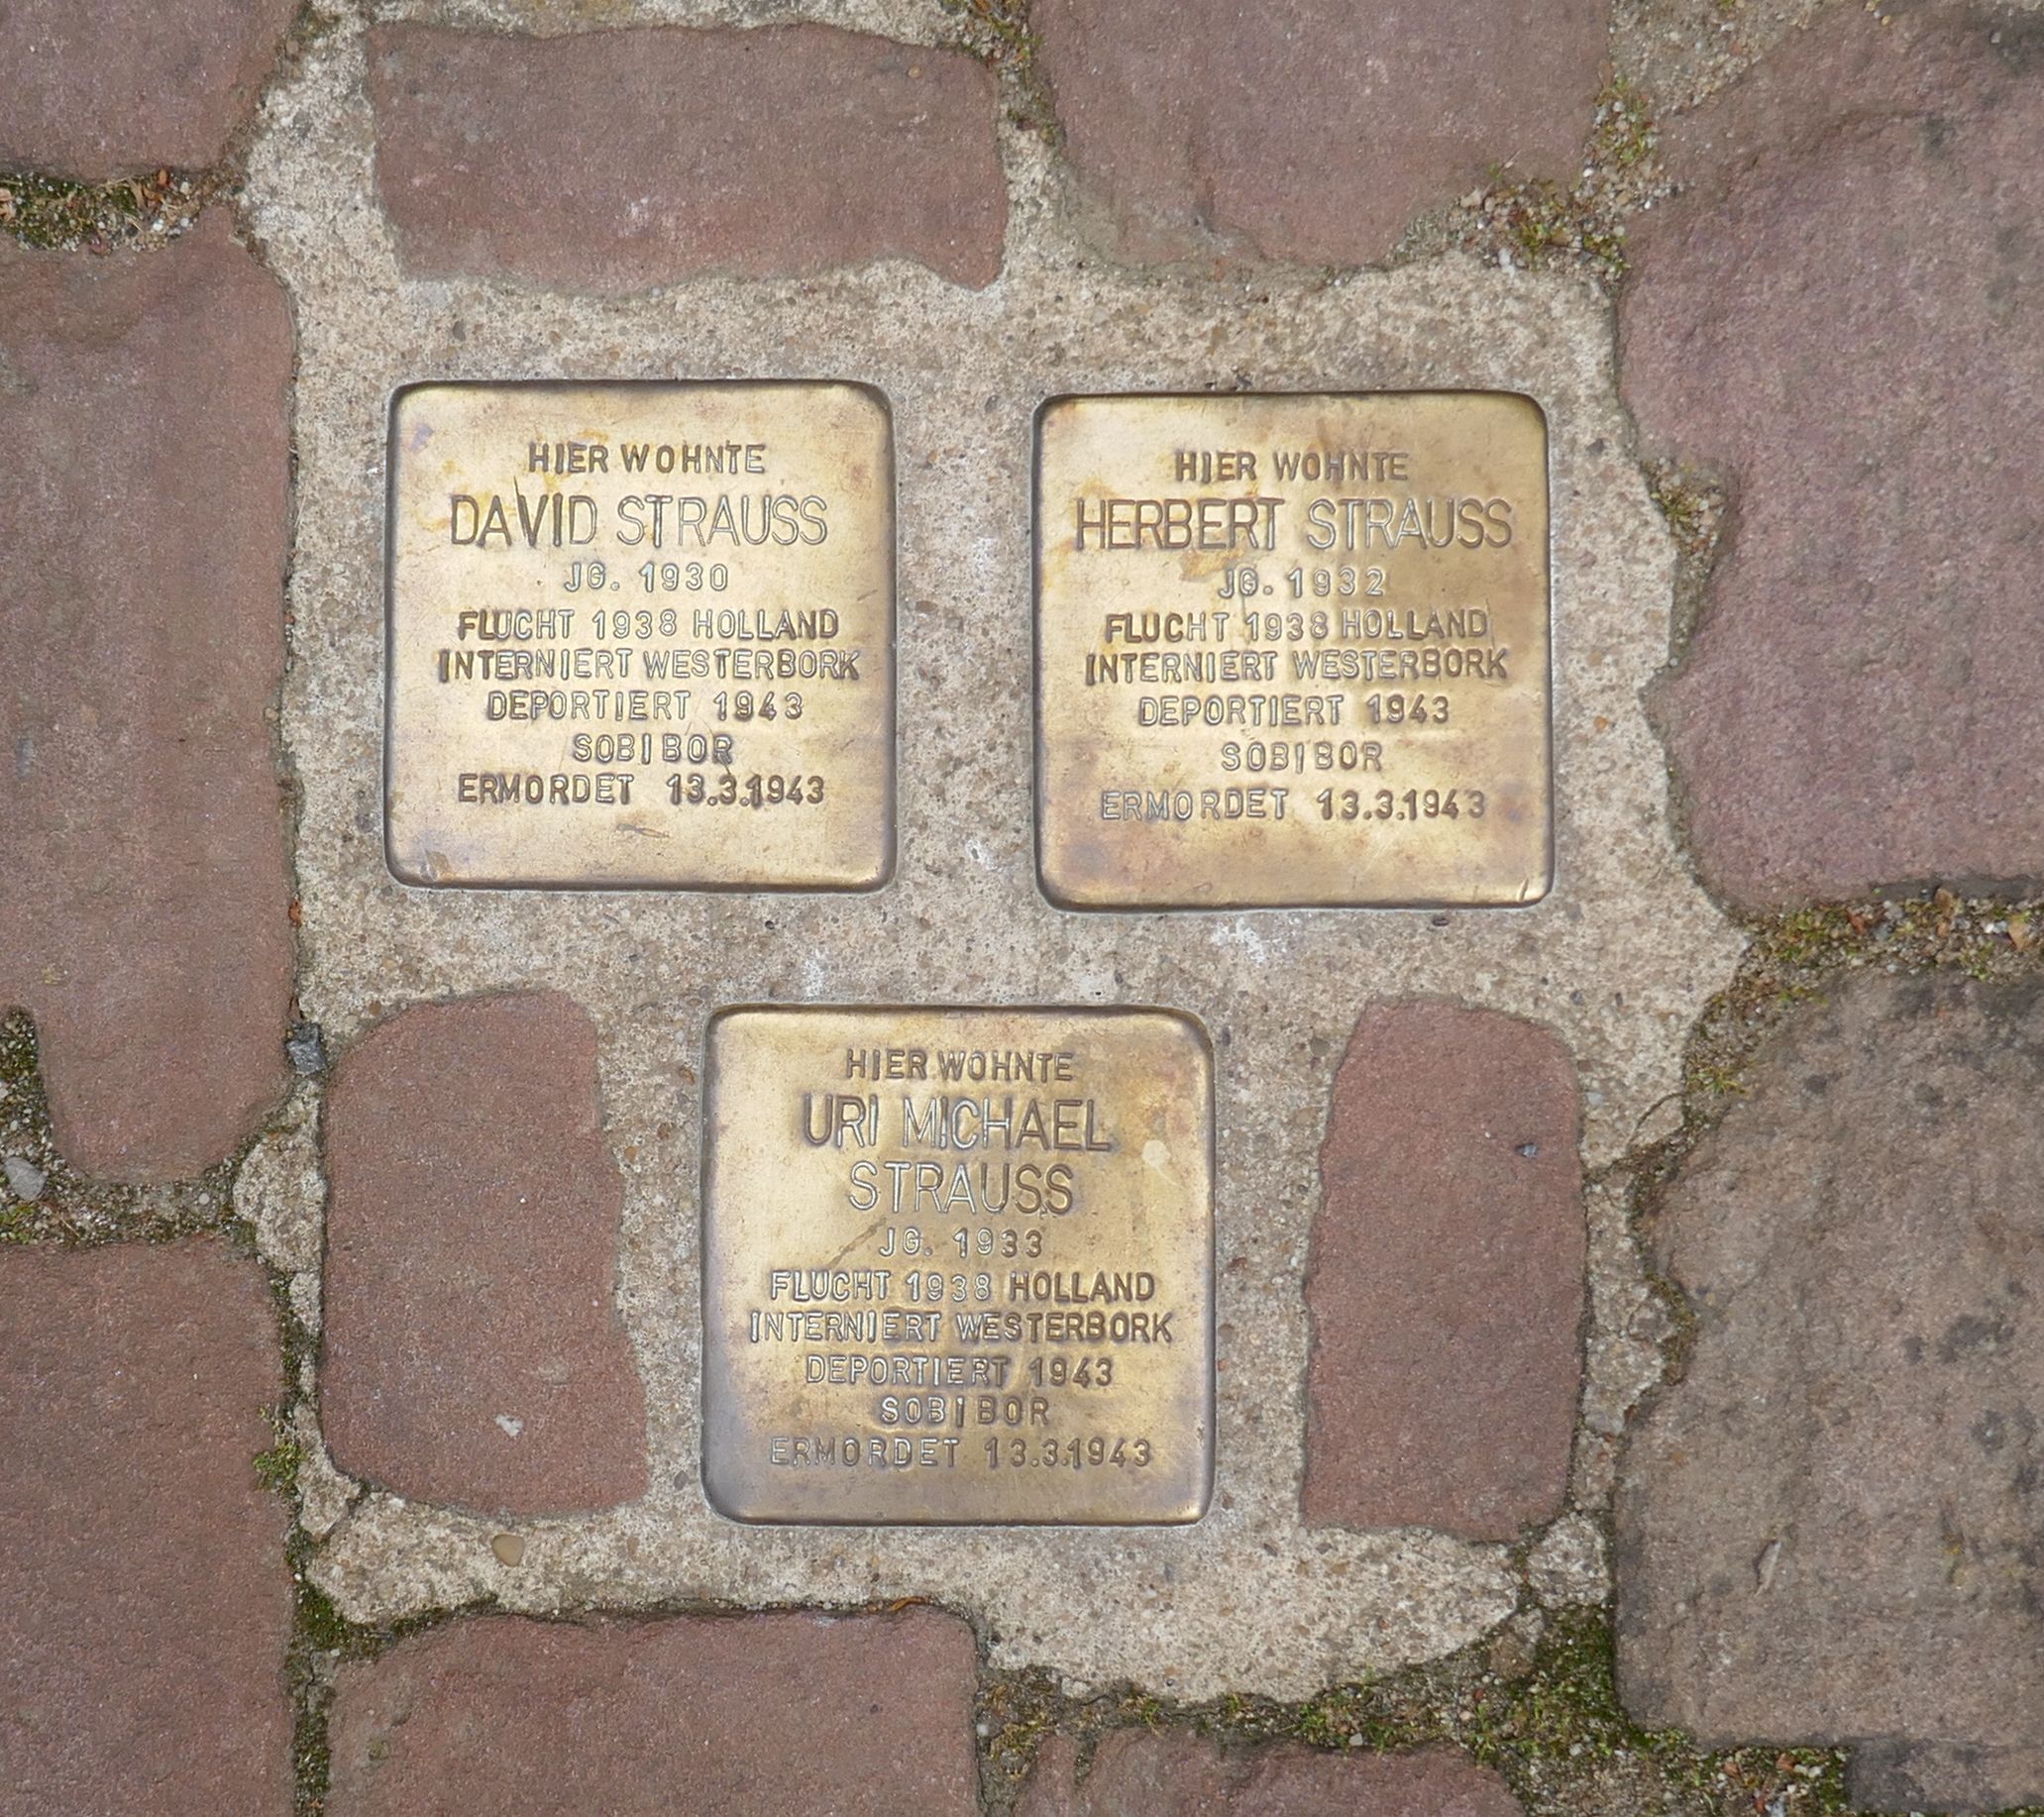 HIER WOHNTE
DAVID STRAUSS
JG. 1930
FLUCHT 1938 HOLLAND
INTERNIERT WESTERBORK
DEPORTIERT 1943
SOBIBOR
ERMORDET 13.3.1943
HIER WOHNTE
HERBERT STRAUSS
JG. 1932
FLUCHT 1938 HOLLAND
INTERNIERT WESTERBORK
DEPORTIERT 1943
SOBIBOR
ERMORDET 13.3.1943
HIER WOHNTE
URI MICHAEL
STRAUSS
JG. 1933
FLUCHT 1938 HOLLAND
INTERNIERT WESTERBORK
DEPORTIERT 1943
SOBIBOR
ERMORDET 13.3.1943